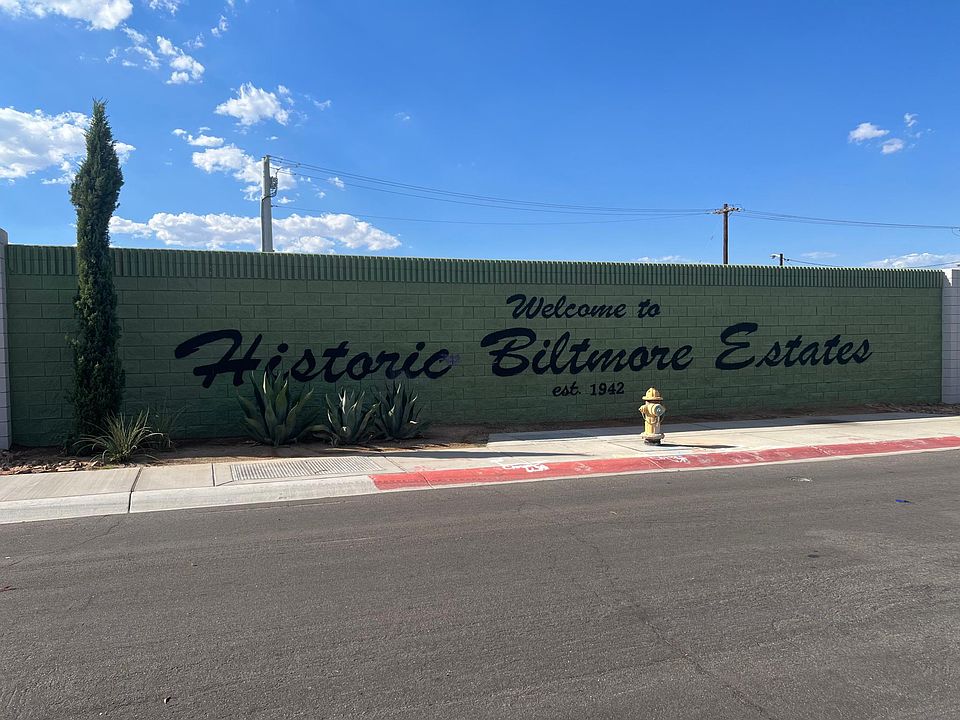 Welcome to
Historic Biltmore Estates
est. 1942